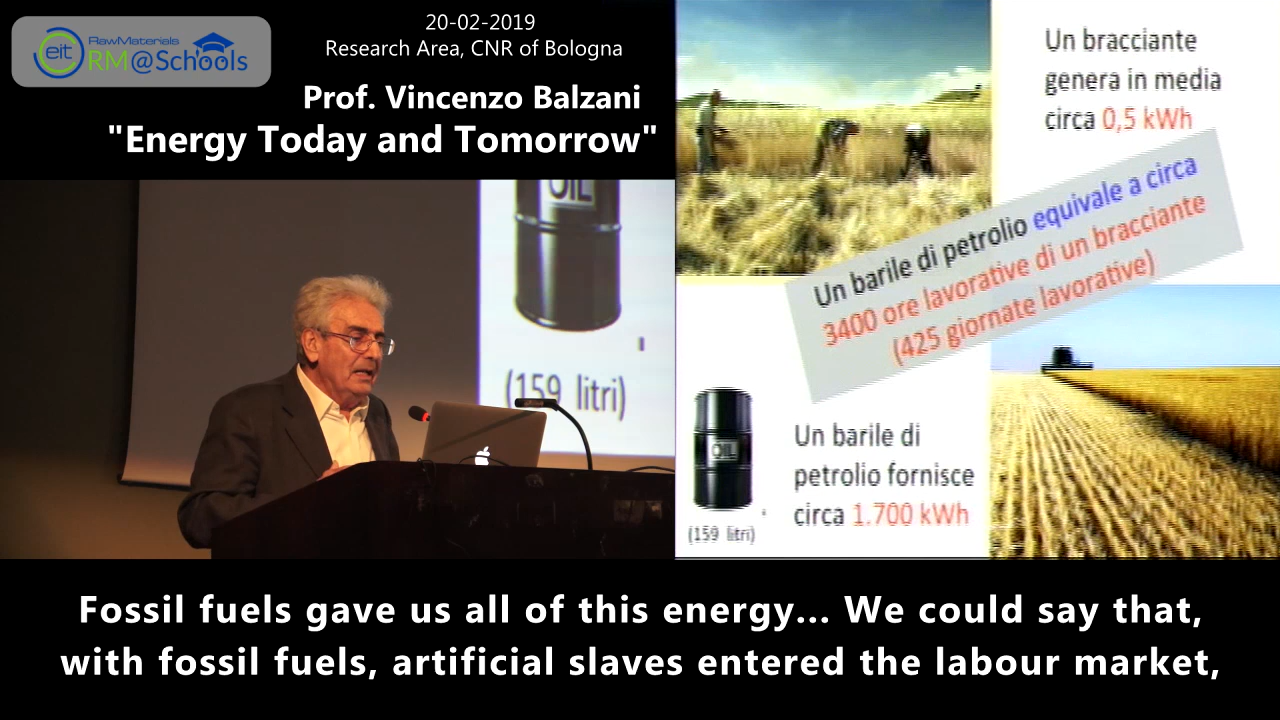 eit
RawMaterials
RM@Schools
20-02-2019
Research Area, CNR of Bologna
Prof. Vincenzo Balzani
"Energy Today and Tomorrow"
OIL
(159 litri)
Un bracciante
genera in media
circa 0,5 kWh
Un barile di petrolio equivale a circa
3400 ore lavorative di un bracciante
(425 giornate lavorative)
OIL
(159 litri)
Un barile di
petrolio fornisce
circa 1.700 kWh
Fossil fuels gave us all of this energy... We could say that,
with fossil fuels, artificial slaves entered the labour market,